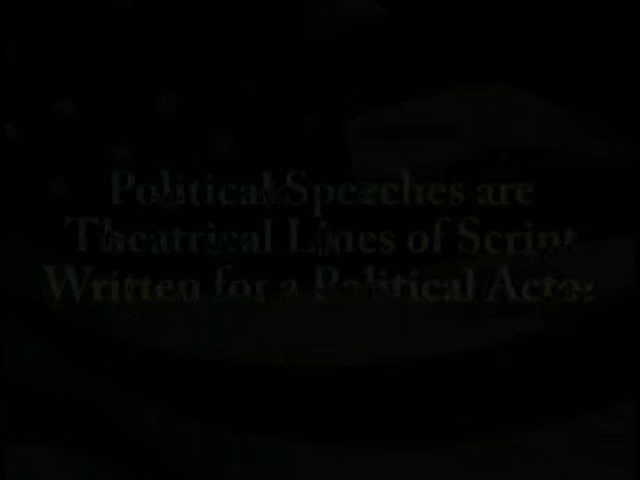 Political Speeches are
Theatrical Lines of Script
Written for a Political Actor